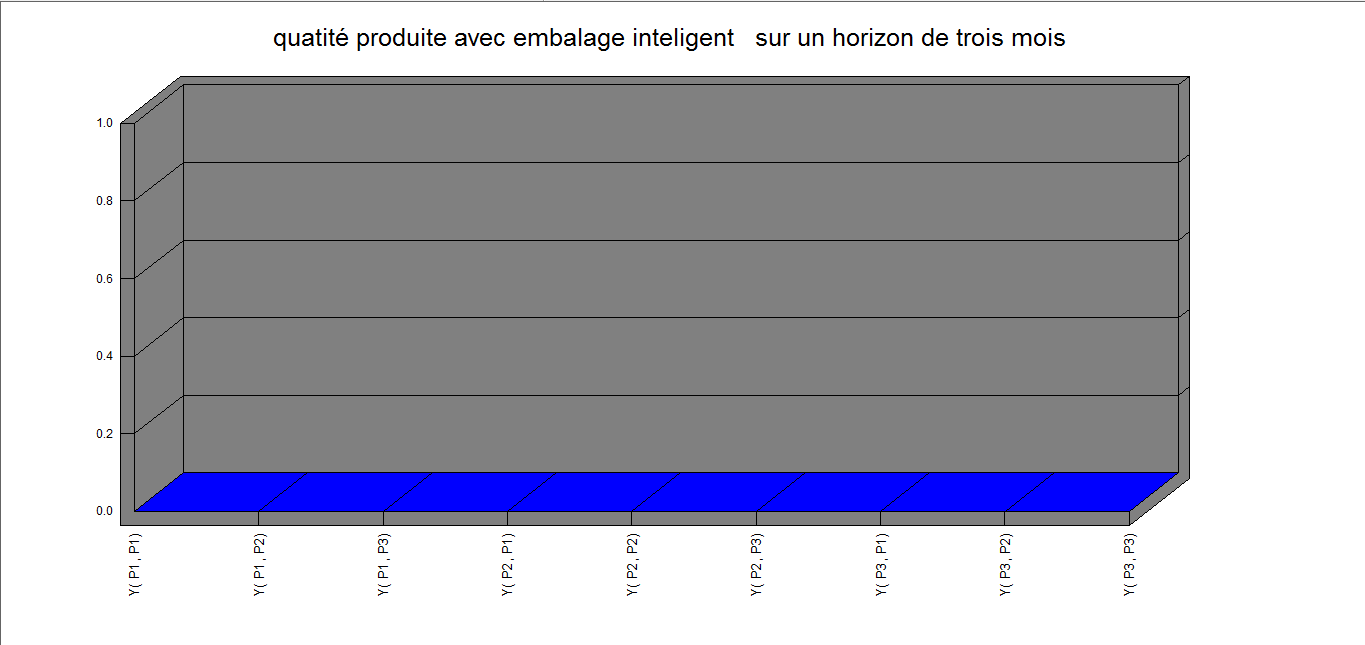 quatité produite avec embalage inteligent   sur un horizon de trois mois
1.0
0.8
0.6
0.4
0.2
0.0
Y( P1, P1)
Y( P1, P2)
Y( P1, P3)
Y( P2, P1)
Y( P2, P2)
Y( P2, P3)
Y( P3, P1)
Y( P3, P2)
Y( P3, P3)